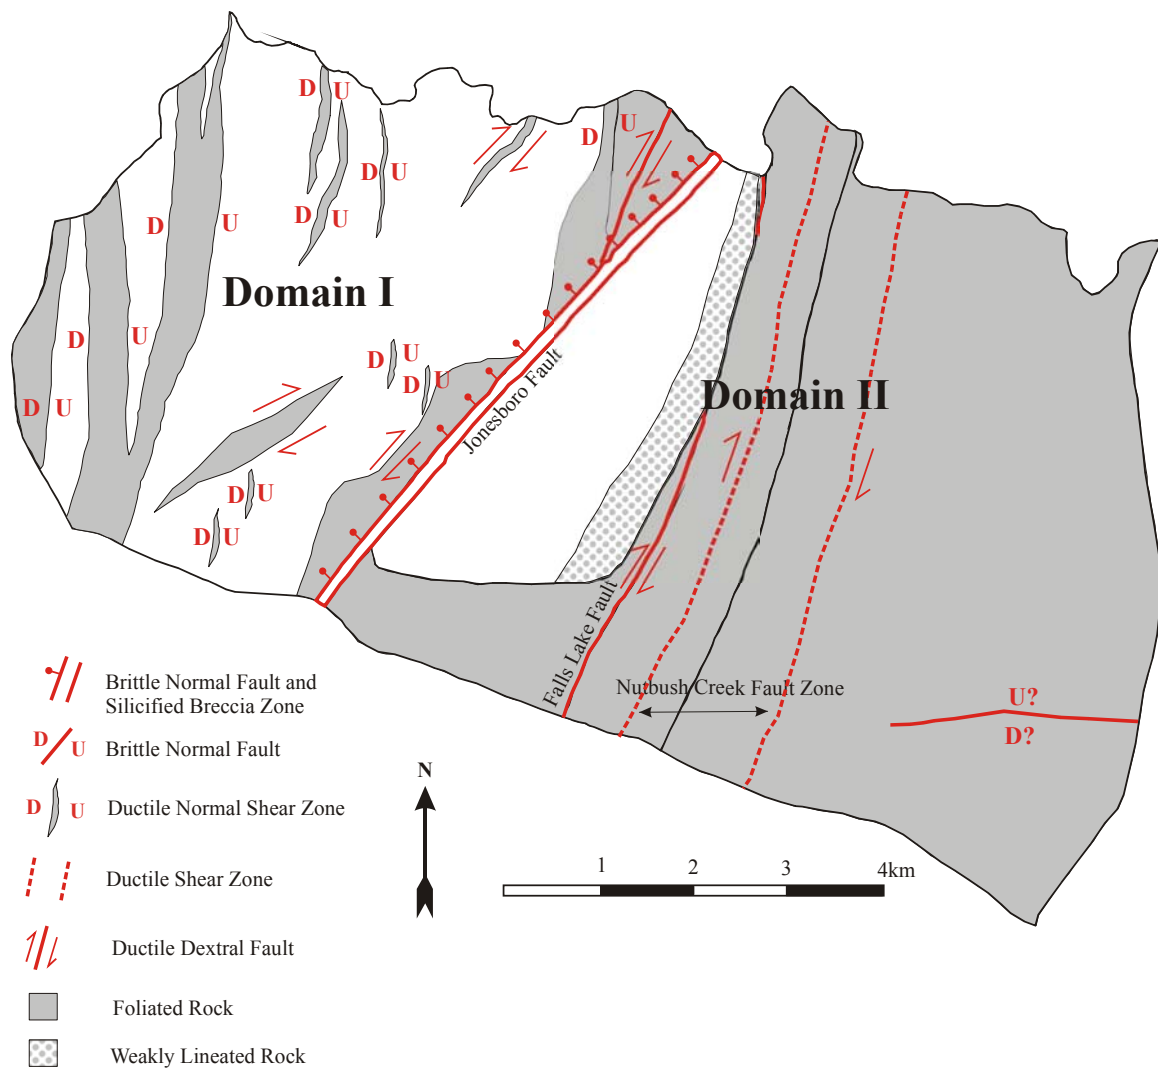 D U
D U
D U
D U
D U
D U
Domain I
D U
D U
D U
D U
D U
D U
D U
Jonesboro Fault
Domain II
Falls Lake Fault
Nutbush Creek Fault Zone
U?
D?
Brittle Normal Fault and
Silicified Breccia Zone
D U
Brittle Normal Fault
D U
Ductile Normal Shear Zone
Ductile Shear Zone
Ductile Dextral Fault
Foliated Rock
Weakly Lineated Rock
N
1 2 3 4km